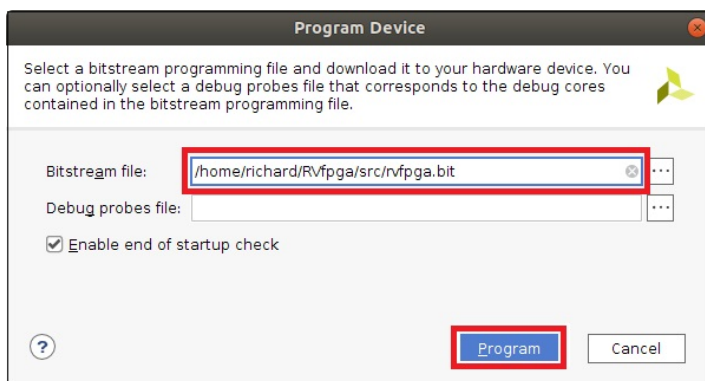 Program Device
Select a bitstream programming file and download it to your hardware device. You
can optionally select a debug probes file that corresponds to the debug cores
contained in the bitstream programming file.
Bitstream file: /home/richard/RVfpga/src/rvfpga.bit ...
Debug probes file: ...
Enable end of startup check
? Program Cancel